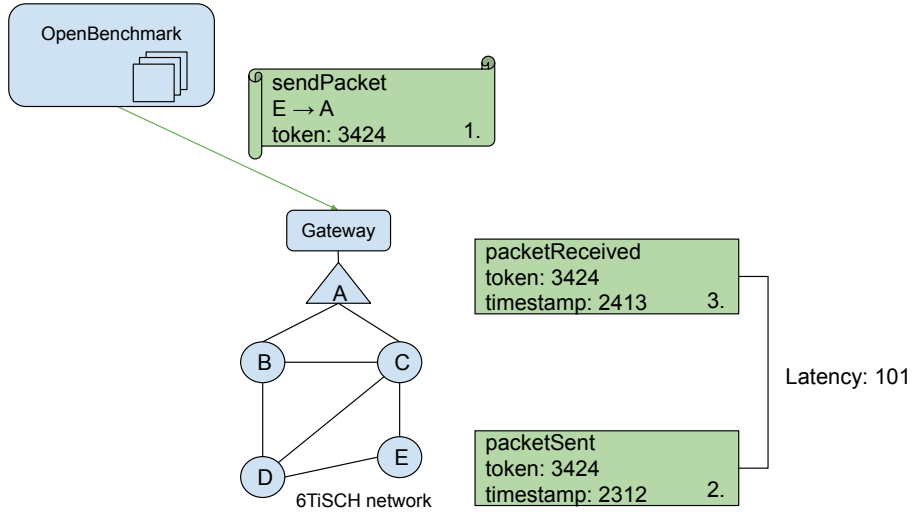 OpenBenchmark
sendPacket
E → A
token: 3424
1.
Gateway
A
packetReceived
token: 3424
timestamp: 2413
3.
B
C
Latency: 101
D
E
packetSent
token: 3424
timestamp: 2312
2.
6TiSCH network